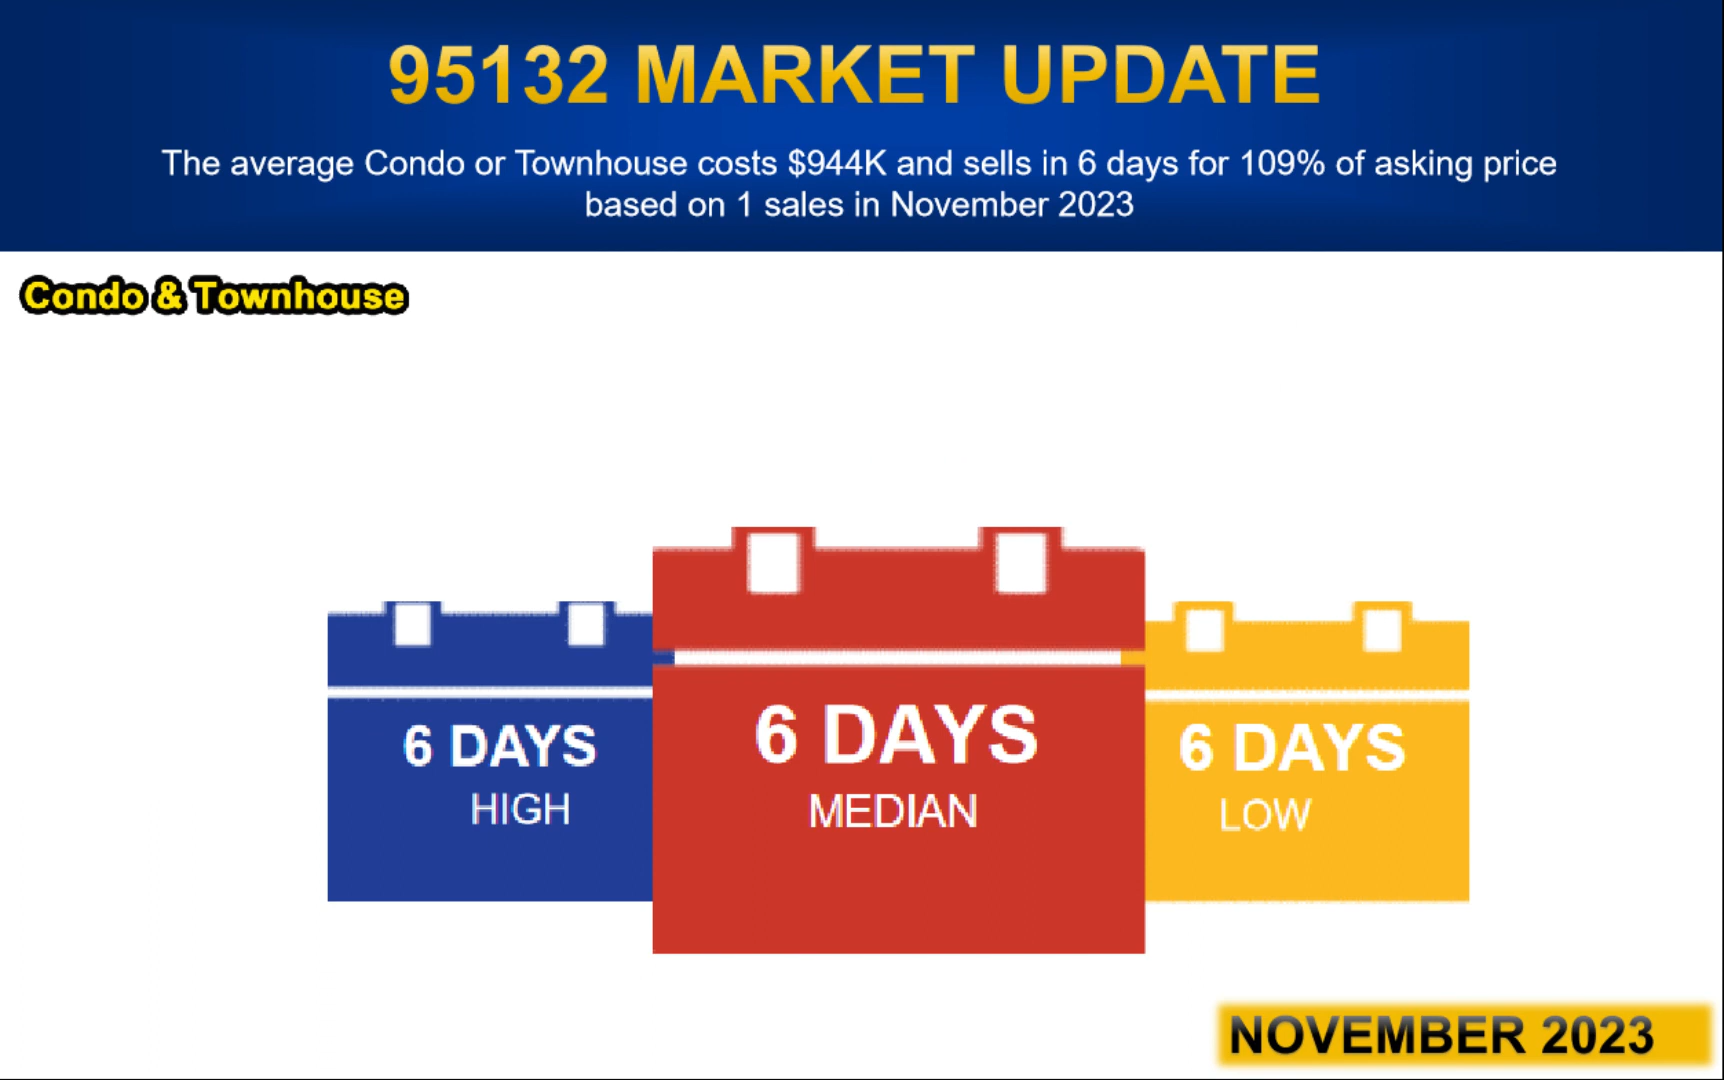 95132 MARKET UPDATE
The average Condo or Townhouse costs $944K and sells in 6 days for 109% of asking price
based on 1 sales in November 2023
Condo & Townhouse
6 DAYS
HIGH
6 DAYS
MEDIAN
6 DAYS
LOW
NOVEMBER 2023